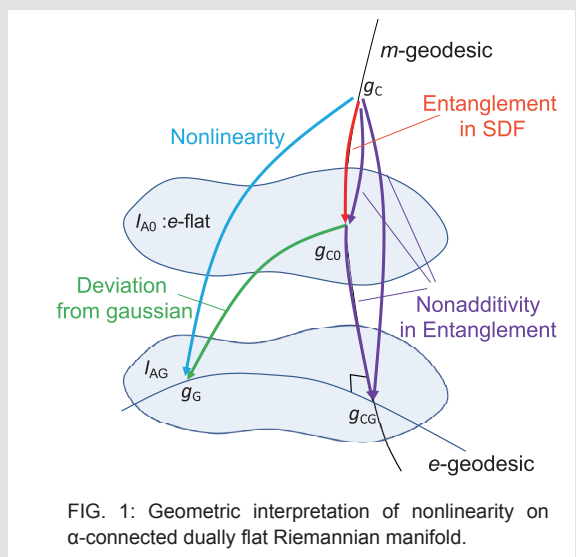 m-geodesic
gC
Entanglement
in SDF
Nonlinearity
IA0 :e-flat
gC0
Deviation
from gaussian
Nonadditivity
in Entanglement
IAG
gG
gCG
e-geodesic
FIG. 1: Geometric interpretation of nonlinearity on
α-connected dually flat Riemannian manifold.